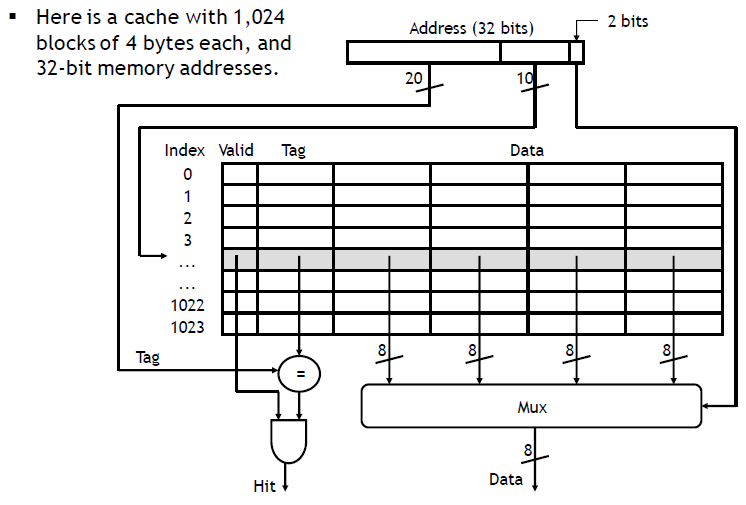 ▪ Here is a cache with 1,024
blocks of 4 bytes each, and
32-bit memory addresses.
Address (32 bits)
2 bits
20
10
Index Valid Tag Data
0
1
2
3
...
...
1022
1023
Tag
8 8 8 8
=
Mux
8
Hit
Data